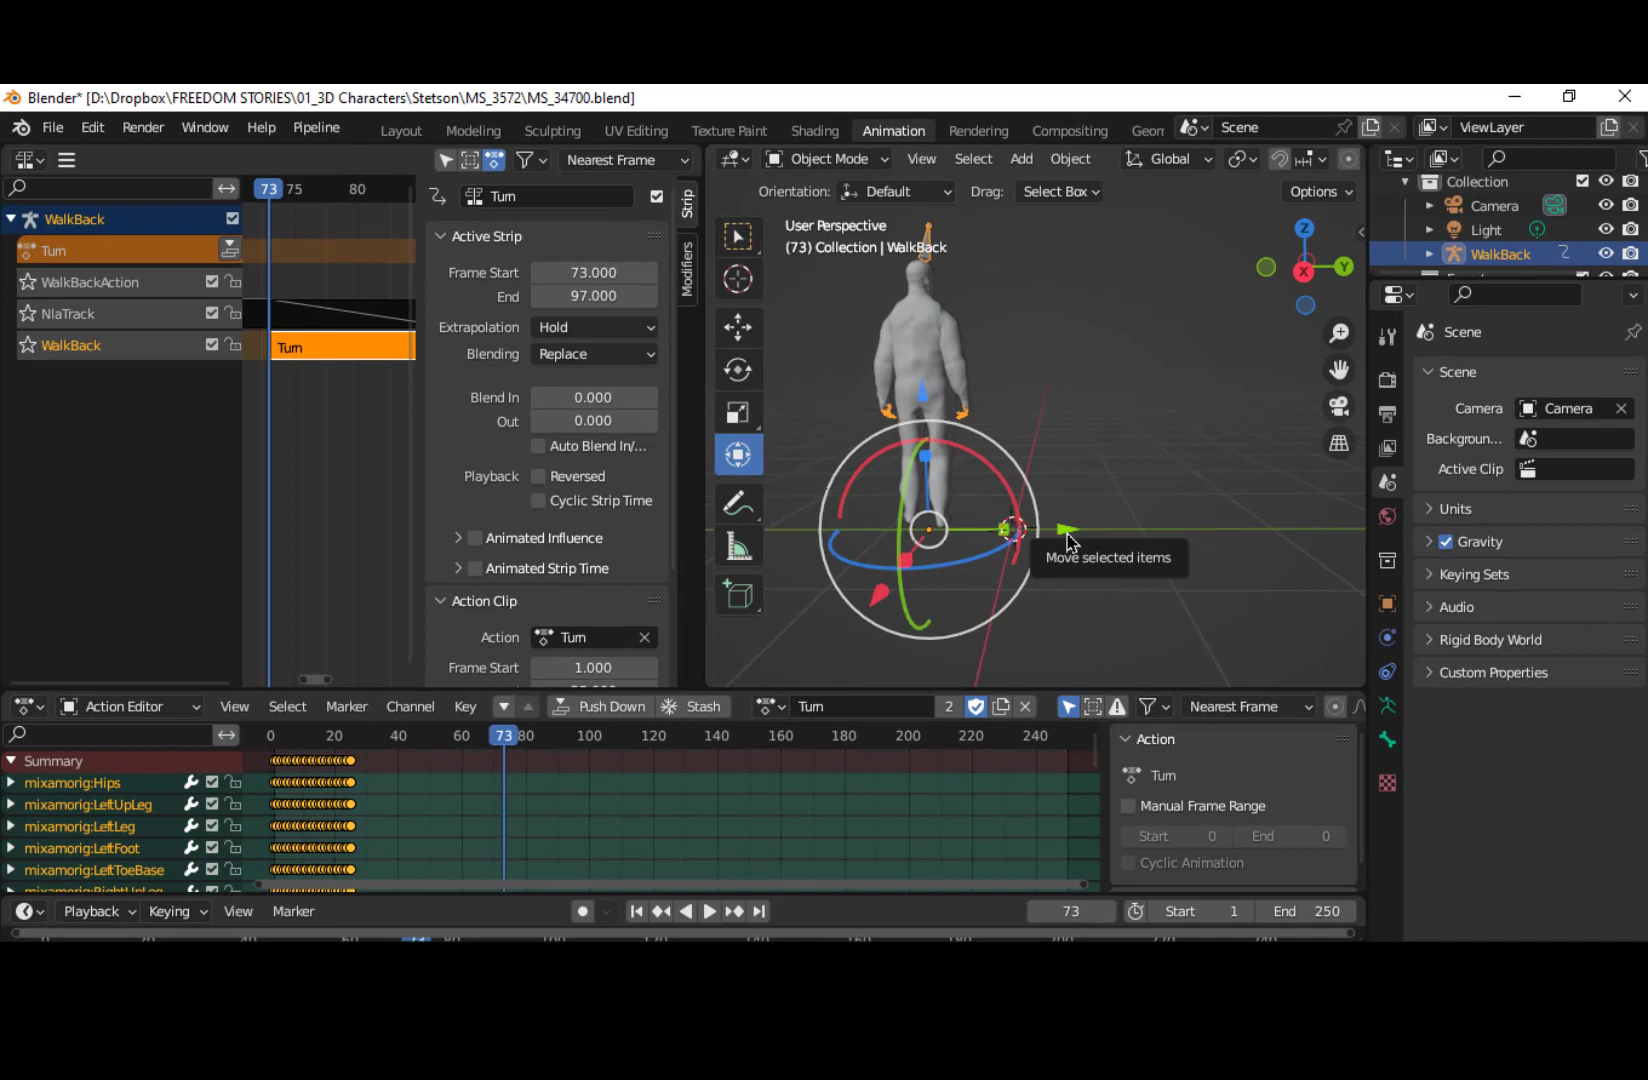 Blender* [D:\Dropbox\FREEDOM STORIES\01_3D Characters\Stetson\MS_3572\MS_34700.blend]
File Edit Render Window Help Pipeline
Layout Modeling Sculpting UV Editing Texture Paint Shading Animation Rendering Compositing Geom
Scene
ViewLayer
Nearest Frame
73 75 80
WalkBack
Turn
WalkBackAction
NlaTrack
WalkBack
Turn
Turn
Active Strip
Frame Start 73.000
End 97.000
Extrapolation Hold
Blending Replace
Blend In 0.000
Out 0.000
Auto Blend In/...
Playback Reversed
Cyclic Strip Time
Animated Influence
Animated Strip Time
Action Clip
Action Turn
Frame Start 1.000
Strip
Modifiers
Object Mode View Select Add Object Global
Orientation: Default Drag: Select Box Options
User Perspective
(73) Collection | WalkBack
Z
Y
X
Move selected items
Collection
Camera
Light
WalkBack
Scene
Scene
Camera Camera
Backgroun...
Active Clip
Units
Gravity
Keying Sets
Audio
Rigid Body World
Custom Properties
Action Editor View Select Marker Channel Key Push Down Stash Turn 2 Nearest Frame
0 20 40 60 73 80 100 120 140 160 180 200 220 240
Summary
mixamorig:Hips
mixamorig:LeftUpLeg
mixamorig:LeftLeg
mixamorig:LeftFoot
mixamorig:LeftToeBase
Action
Turn
Manual Frame Range
Start 0 End 0
Cyclic Animation
Playback Keying View Marker 73 Start 1 End 250